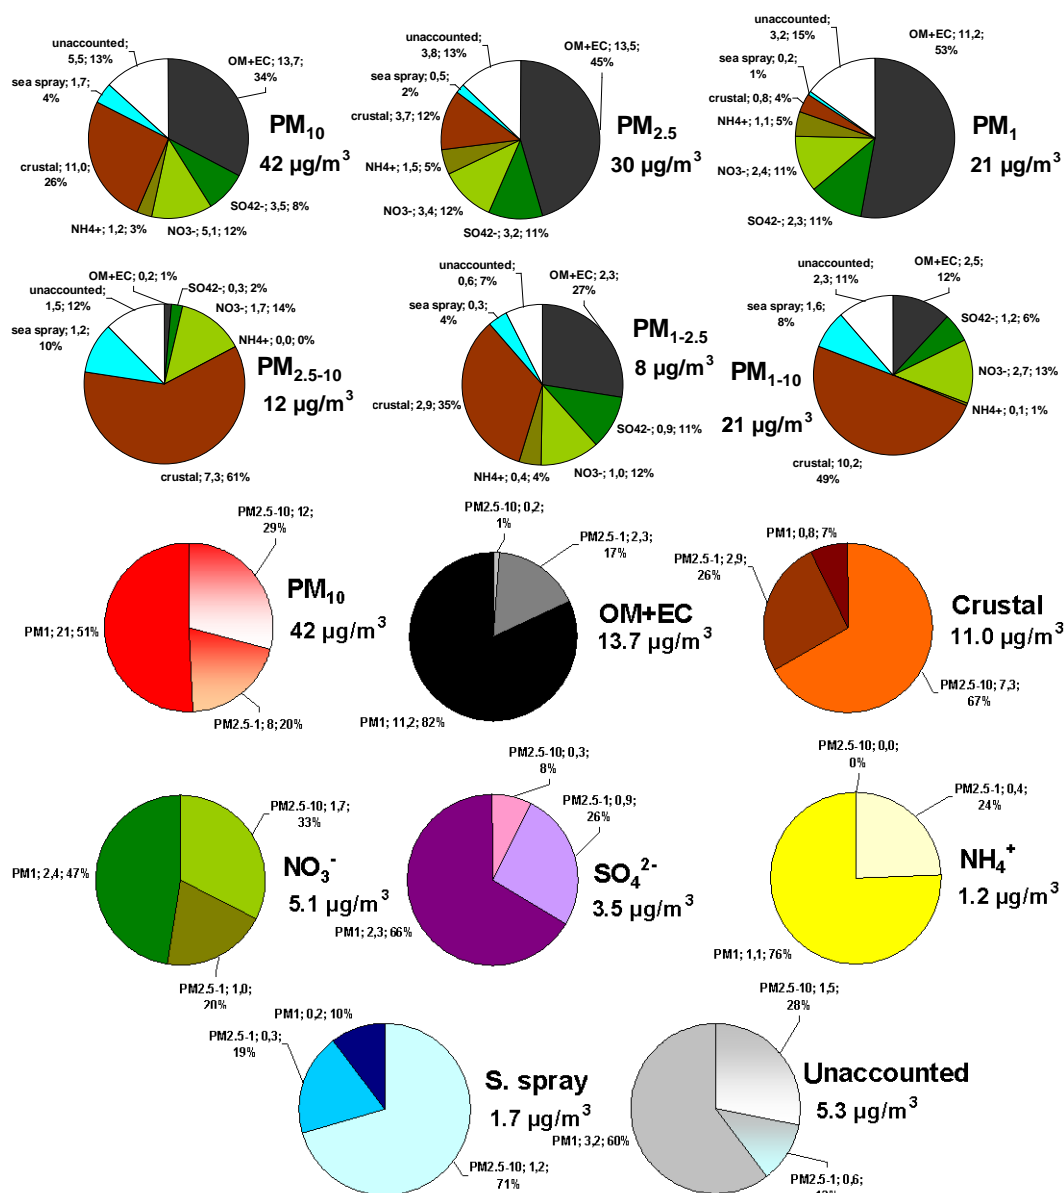 unaccounted;
5,5; 13%
OM+EC; 13,7;
34%
sea spray; 1,7;
4%
crustal; 11,0;
26%
NH4+; 1,2; 3%
NO3-; 5,1; 12%
SO42-; 3,5; 8%
PM10
42 µg/m³
unaccounted;
3,8; 13%
OM+EC; 13,5;
45%
sea spray; 0,5;
2%
crustal; 3,7; 12%
NH4+; 1,5; 5%
NO3-; 3,4; 12%
SO42-; 3,2; 11%
PM2.5
30 µg/m³
unaccounted;
3,2; 15%
OM+EC; 11,2;
53%
sea spray; 0,2;
1%
crustal; 0,8; 4%
NH4+; 1,1; 5%
NO3-; 2,4; 11%
SO42-; 2,3; 11%
PM1
21 µg/m³
OM+EC; 0,2; 1%
SO42-; 0,3; 2%
unaccounted;
1,5; 12%
NO3-; 1,7; 14%
sea spray; 1,2;
10%
NH4+; 0,0; 0%
PM2.5-10
12 µg/m³
crustal; 7,3; 61%
unaccounted;
0,6; 7%
OM+EC; 2,3;
27%
sea spray; 0,3;
4%
PM1-2.5
8 µg/m³
crustal; 2,9; 35%
SO42-; 0,9; 11%
NH4+; 0,4; 4%
NO3-; 1,0; 12%
unaccounted;
2,3; 11%
OM+EC; 2,5;
12%
sea spray; 1,6;
8%
SO42-; 1,2; 6%
NO3-; 2,7; 13%
NH4+; 0,1; 1%
PM1-10
21 µg/m³
crustal; 10,2;
49%
PM2.5-10; 12;
29%
PM10
42 µg/m³
PM1; 21; 51%
PM2.5-1; 8; 20%
PM2.5-10; 0,2;
1%
PM2.5-1; 2,3;
17%
OM+EC
13.7 µg/m³
PM1; 11,2; 82%
PM1; 0,8; 7%
PM2.5-1; 2,9;
26%
Crustal
11.0 µg/m³
PM2.5-10; 7,3;
67%
PM2.5-10; 1,7;
33%
PM1; 2,4; 47%
NO3⁻
5.1 µg/m³
PM2.5-1; 1,0;
20%
PM2.5-10; 0,3;
8%
PM2.5-1; 0,9;
26%
SO4²⁻
3.5 µg/m³
PM1; 2,3; 66%
PM2.5-10; 0,0;
0%
PM2.5-1; 0,4;
24%
NH4⁺
1.2 µg/m³
PM1; 1,1; 76%
PM1; 0,2; 10%
PM2.5-1; 0,3;
19%
S. spray
1.7 µg/m³
PM2.5-10; 1,2;
71%
PM2.5-10; 1,5;
28%
Unaccounted
5.3 µg/m³
PM1; 3,2; 60%
PM2.5-1; 0,6;